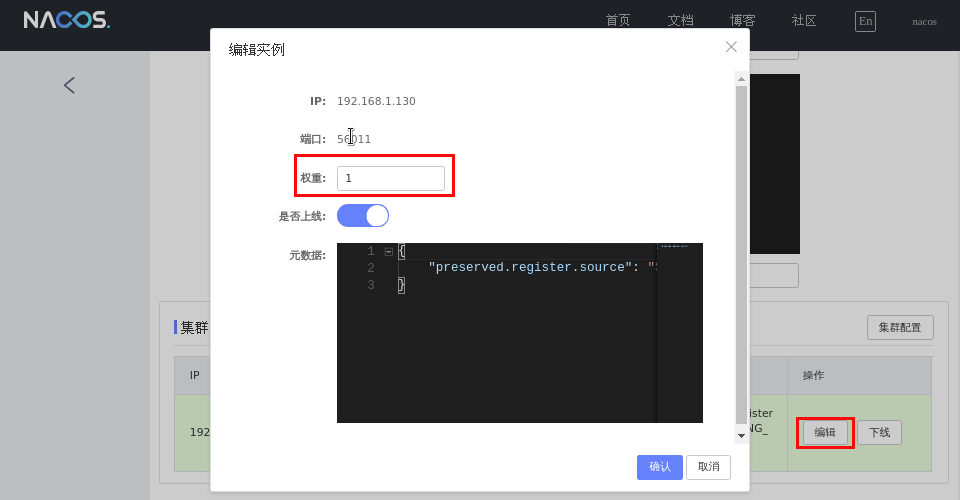 NACOS.
首页 文档 博客 社区 En nacos
编辑实例
IP: 192.168.1.130
端口: 56011
权重: 1
是否上线:
元数据:
1 {
2 "preserved.register.source": "
3 }
集群
集群配置
IP
操作
192
ister
NG_
编辑 下线
确认 取消